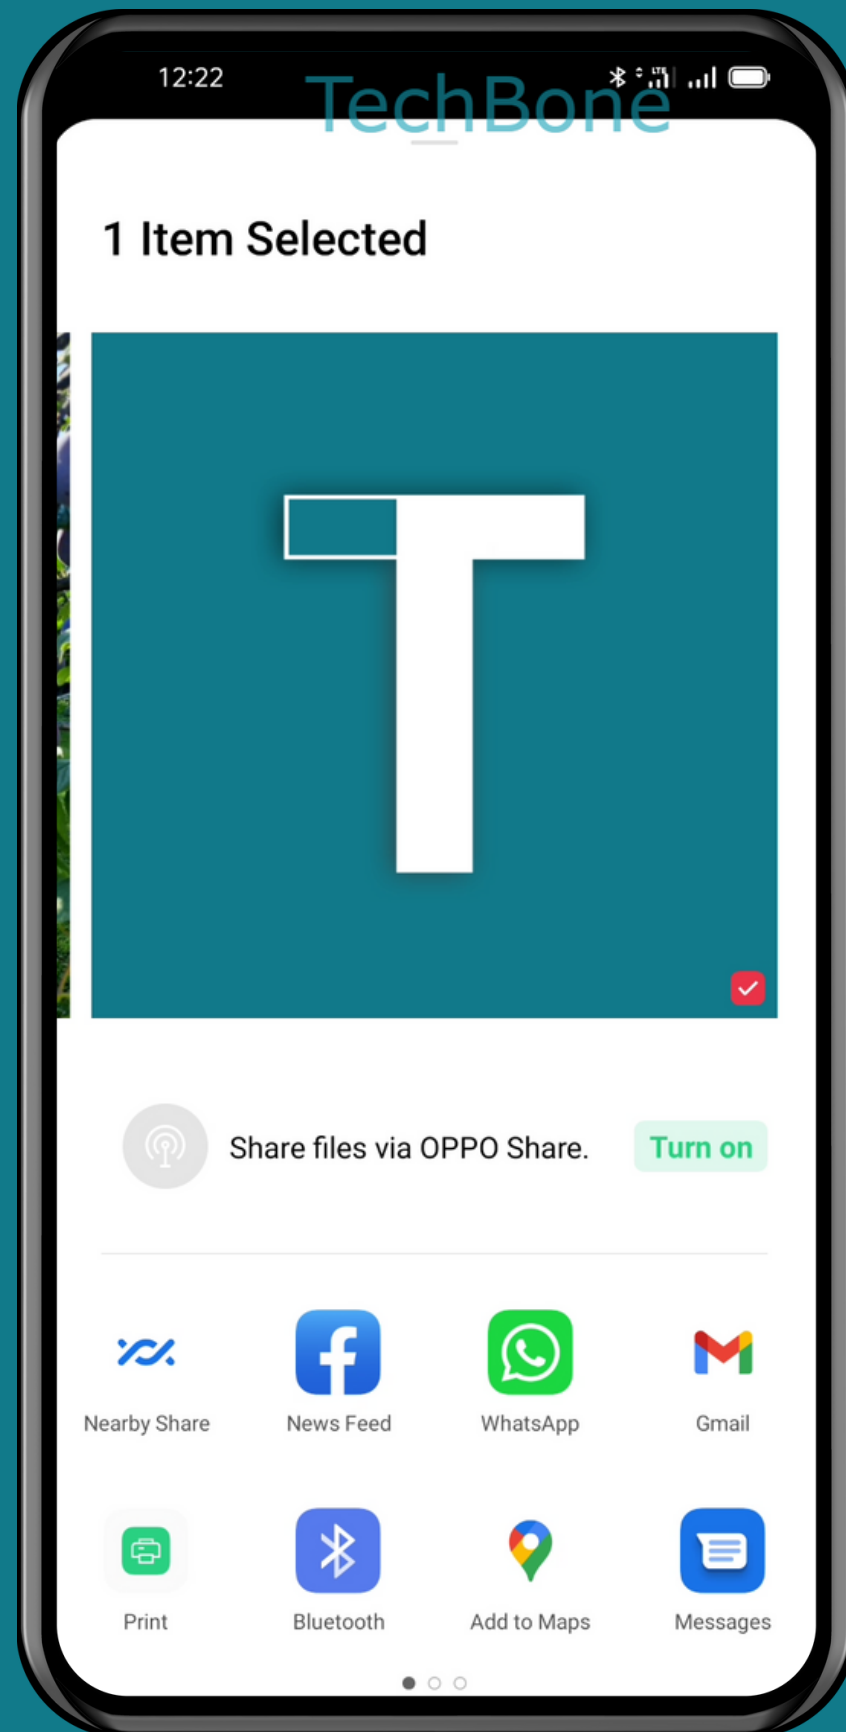 12:22
TechBone
LTE
1 Item Selected
T
Share files via OPPO Share.
Turn on
Nearby Share
News Feed
WhatsApp
Gmail
Print
Bluetooth
Add to Maps
Messages